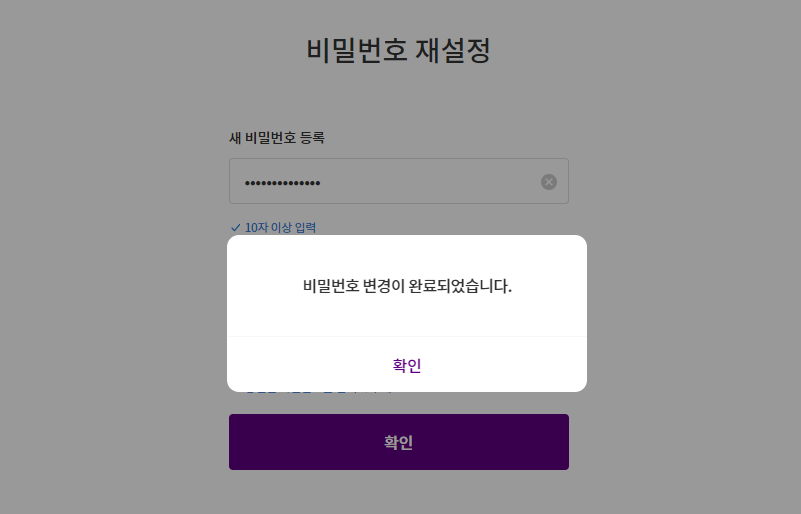 비밀번호 재설정
새 비밀번호 등록
••••••••••••••
✓ 10자 이상 입력
비밀번호 변경이 완료되었습니다.
확인
확인